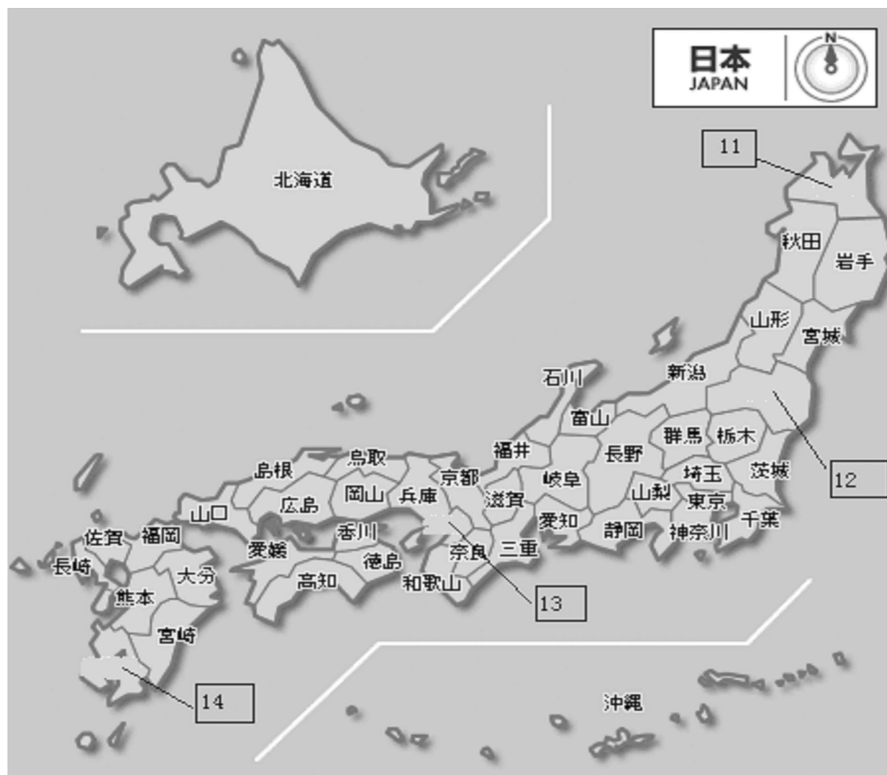 日本
JAPAN
N
11
北海道
秋田
岩手
山形
宮城
新潟
石川
富山
12
福井
長野
群馬
栃木
岐阜
埼玉
茨城
山梨
東京
千葉
島根
鳥取
京都
滋賀
山口
広島
岡山
兵庫
愛知
静岡
神奈川
佐賀
福岡
香川
愛媛
奈良
三重
長崎
大分
徳島
高知
和歌山
熊本
13
宮崎
14
沖縄